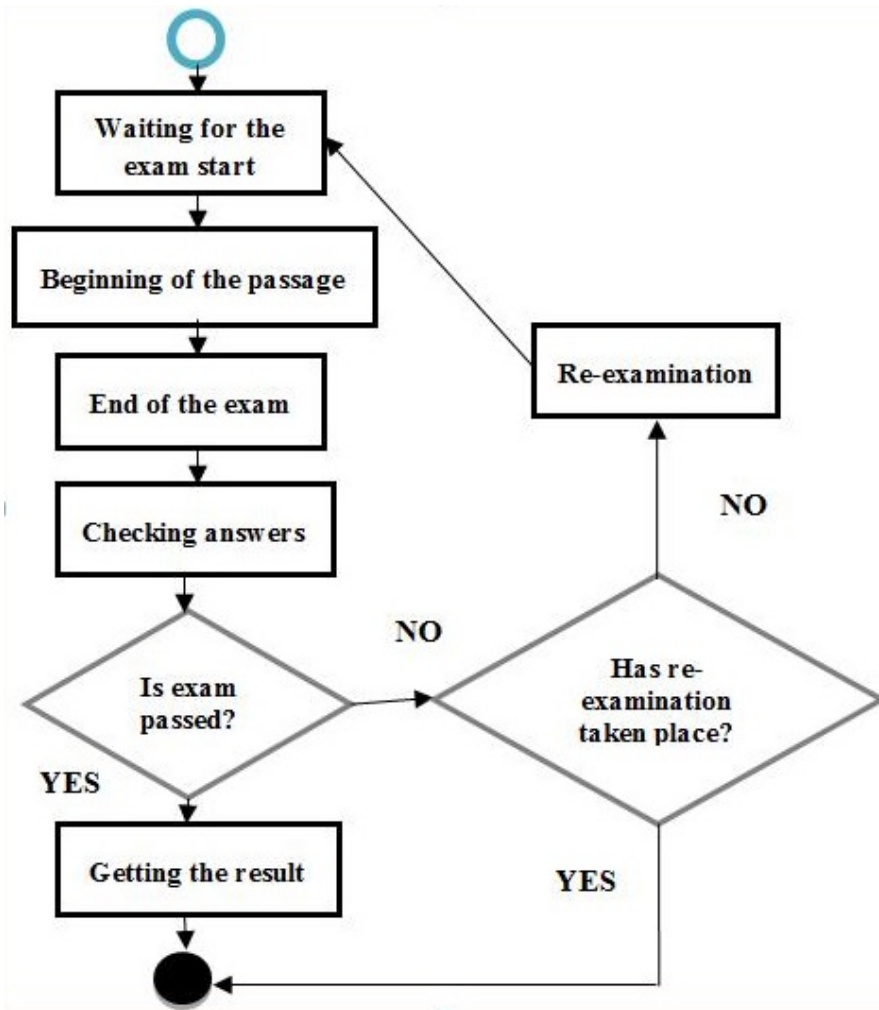 Waiting for the
exam start
Beginning of the passage
Re-examination
End of the exam
NO
Checking answers
NO
Is exam
passed?
Has re-
examination
taken place?
YES
Getting the result
YES